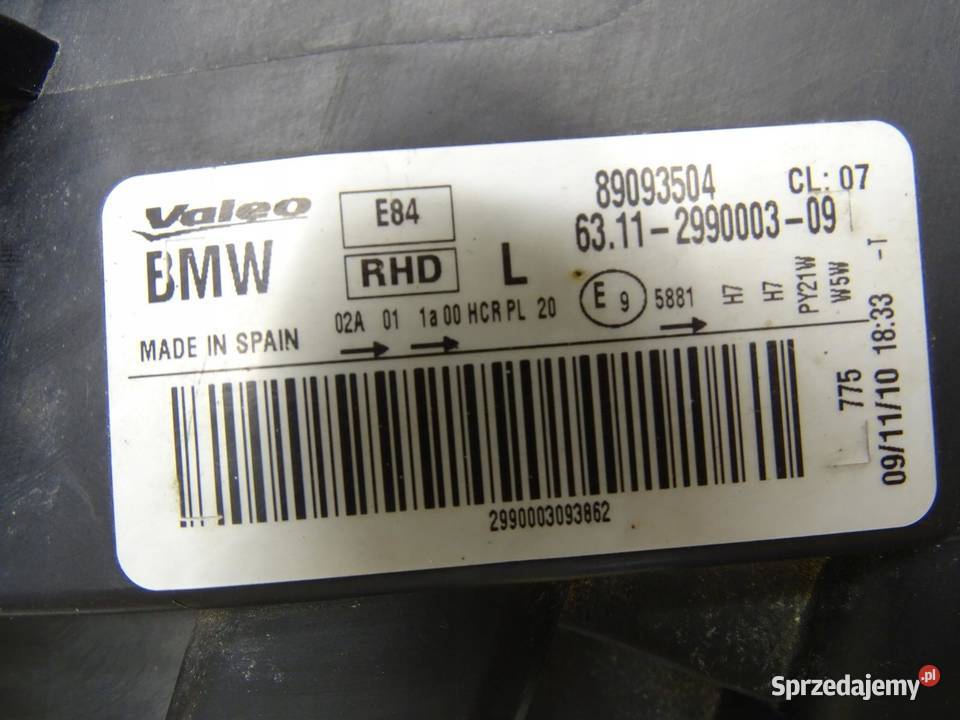 Valeo
BMW
MADE IN SPAIN
E84
RHD
L
89093504
CL: 07
63.11-2990003-09
02A 01 1a 00 HCR PL 20
E 9
5881
H7
H7
PY21W
W5W
-T
775
09/11/10 18:33
2990003093862
Sprzedajemy.pl